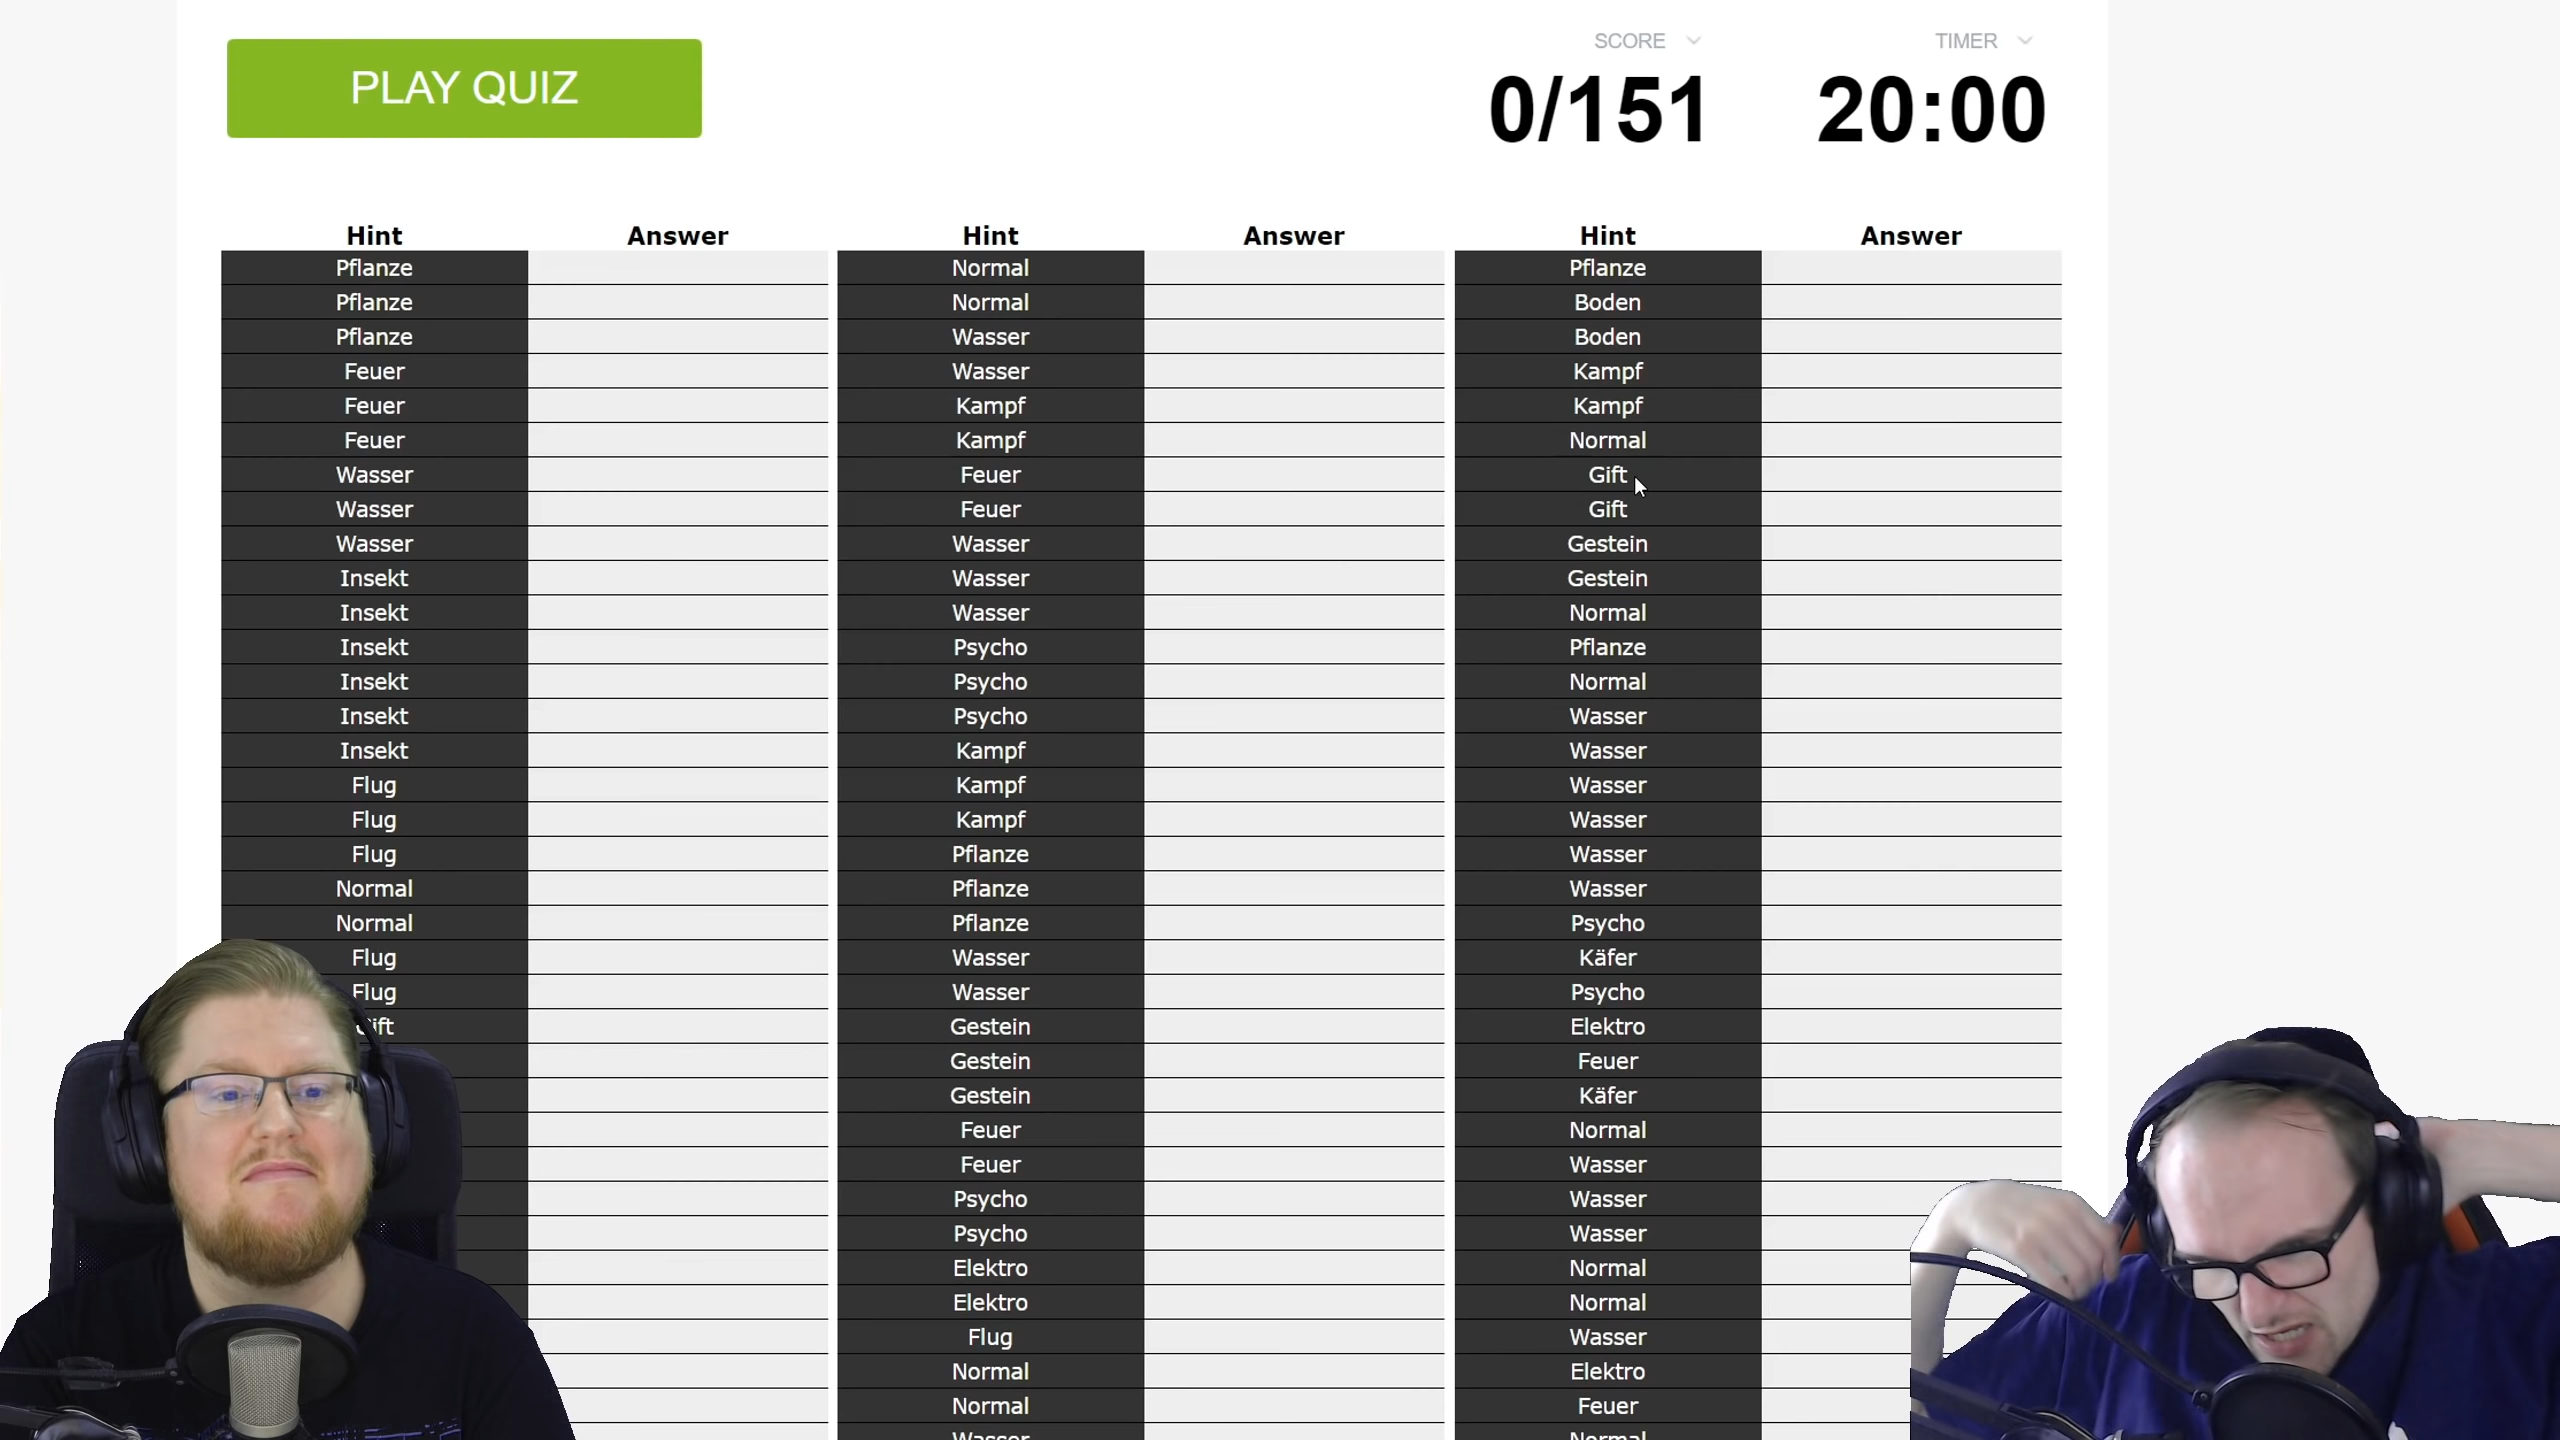 PLAY QUIZ
SCORE TIMER
0/151 20:00
Hint Answer Hint Answer Hint Answer
Pflanze Normal Pflanze
Pflanze Normal Boden
Pflanze Wasser Boden
Feuer Wasser Kampf
Feuer Kampf Kampf
Feuer Kampf Normal
Wasser Feuer Gift
Wasser Feuer Gift
Wasser Wasser Gestein
Insekt Wasser Gestein
Insekt Wasser Normal
Insekt Psycho Pflanze
Insekt Psycho Normal
Insekt Psycho Wasser
Insekt Kampf Wasser
Flug Kampf Wasser
Flug Kampf Wasser
Flug Pflanze Wasser
Normal Pflanze Wasser
Normal Pflanze Psycho
Flug Wasser Käfer
Flug Wasser Psycho
Gestein Elektro
Gestein Feuer
Gestein Käfer
Feuer Normal
Feuer Wasser
Psycho Wasser
Psycho Wasser
Elektro Normal
Elektro Normal
Flug Wasser
Normal Elektro
Normal Feuer